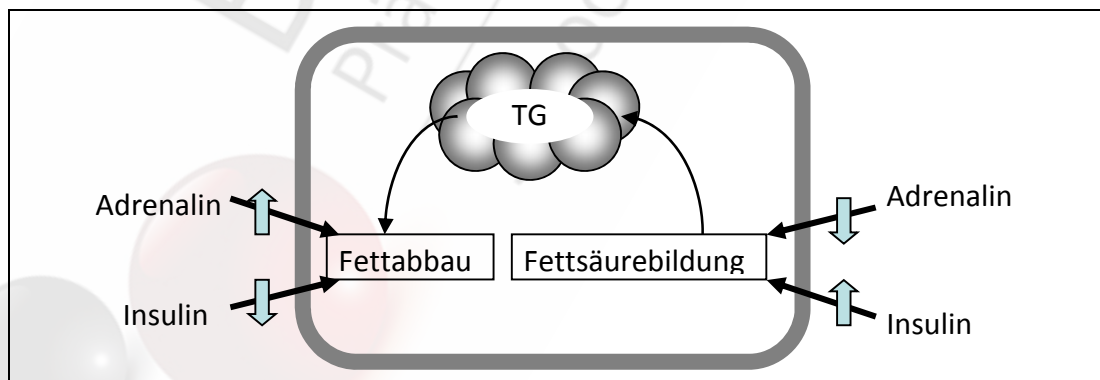 TG
Adrenalin
Adrenalin
Fettabbau
Fettsäurebildung
Insulin
Insulin